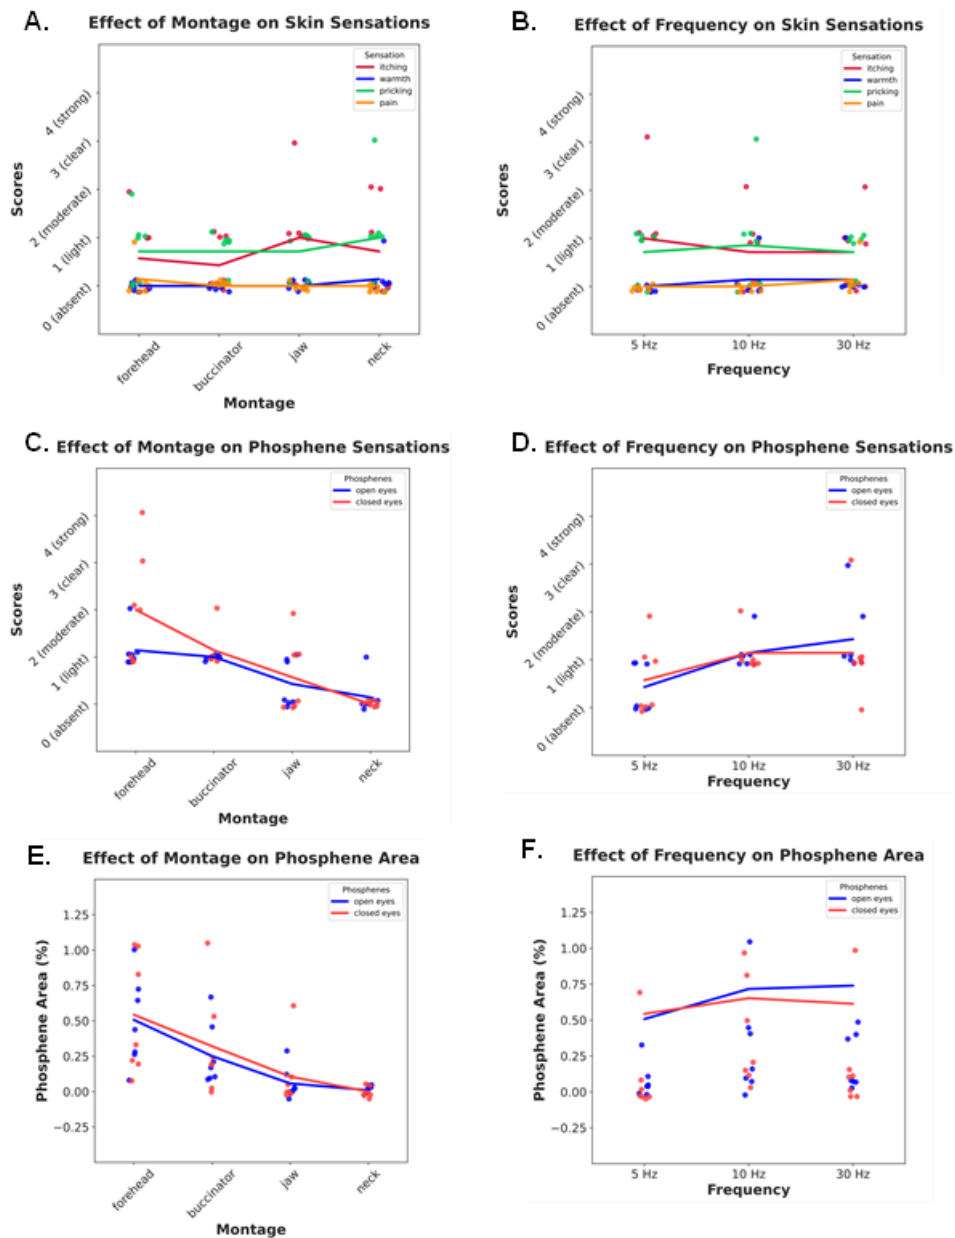 A.
Effect of Montage on Skin Sensations
Sensation
itching
warmth
pricking
pain
4 (strong)
3 (clear)
2 (moderate)
1 (light)
0 (absent)
Scores
forehead
buccinator
jaw
neck
Montage
B.
Effect of Frequency on Skin Sensations
Sensation
itching
warmth
pricking
pain
4 (strong)
3 (clear)
2 (moderate)
1 (light)
0 (absent)
Scores
5 Hz
10 Hz
30 Hz
Frequency
C.
Effect of Montage on Phosphene Sensations
Phosphenes
open eyes
closed eyes
4 (strong)
3 (clear)
2 (moderate)
1 (light)
0 (absent)
Scores
forehead
buccinator
jaw
neck
Montage
D.
Effect of Frequency on Phosphene Sensations
Phosphenes
open eyes
closed eyes
4 (strong)
3 (clear)
2 (moderate)
1 (light)
0 (absent)
Scores
5 Hz
10 Hz
30 Hz
Frequency
E.
Effect of Montage on Phosphene Area
Phosphenes
open eyes
closed eyes
1.25
1.00
0.75
0.50
0.25
0.00
−0.25
Phosphene Area (%)
forehead
buccinator
jaw
neck
Montage
F.
Effect of Frequency on Phosphene Area
Phosphenes
open eyes
closed eyes
1.25
1.00
0.75
0.50
0.25
0.00
−0.25
Phosphene Area (%)
5 Hz
10 Hz
30 Hz
Frequency